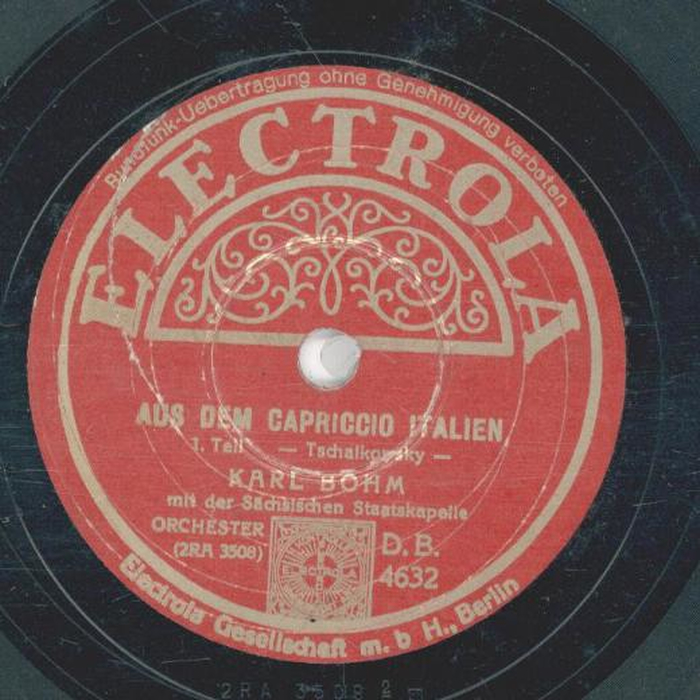 Rundfunk-Uebertragung ohne Genehmigung verboten
ELECTROLA
AUS DEM CAPRICCIO ITALIEN
1. Teil — Tschaikowsky —
KARL BÖHM
mit der Sächsischen Staatskapelle
ORCHESTER
(2RA 3508)
D.B.
4632
Electrola Gesellschaft m. b H., Berlin
2RA 3508 2